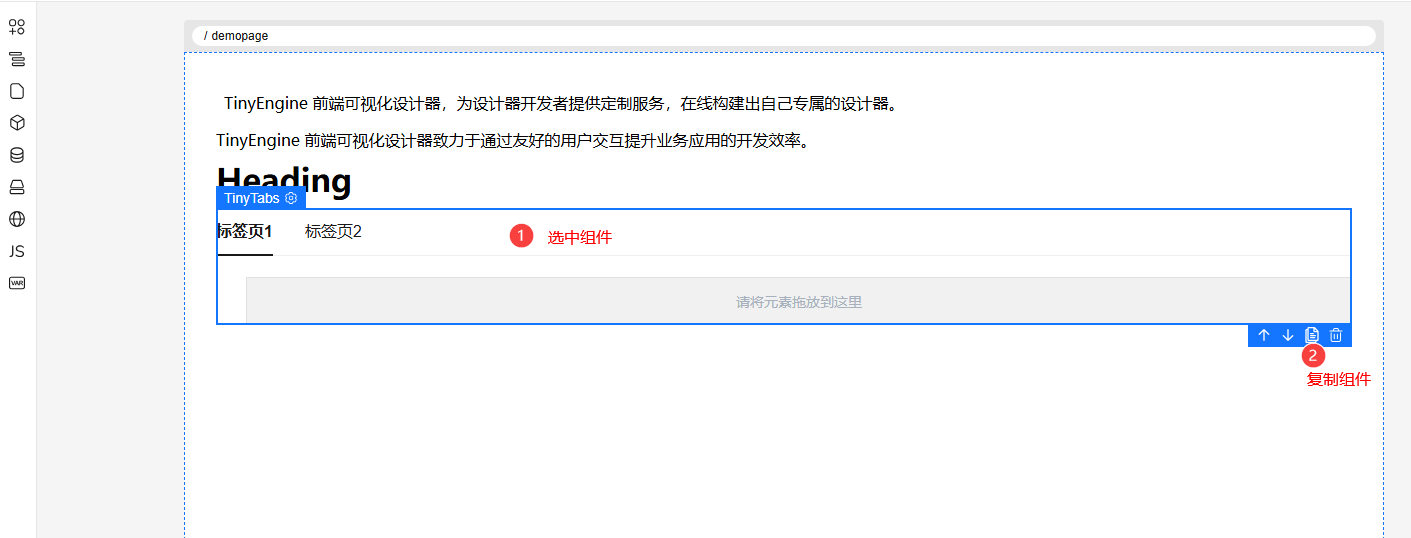 / demopage
TinyEngine 前端可视化设计器，为设计器开发者提供定制服务，在线构建出自己专属的设计器。
TinyEngine 前端可视化设计器致力于通过友好的用户交互提升业务应用的开发效率。
Heading
TinyTabs
标签页1 标签页2
1 选中组件
JS
VAR
请将元素拖放到这里
2
复制组件